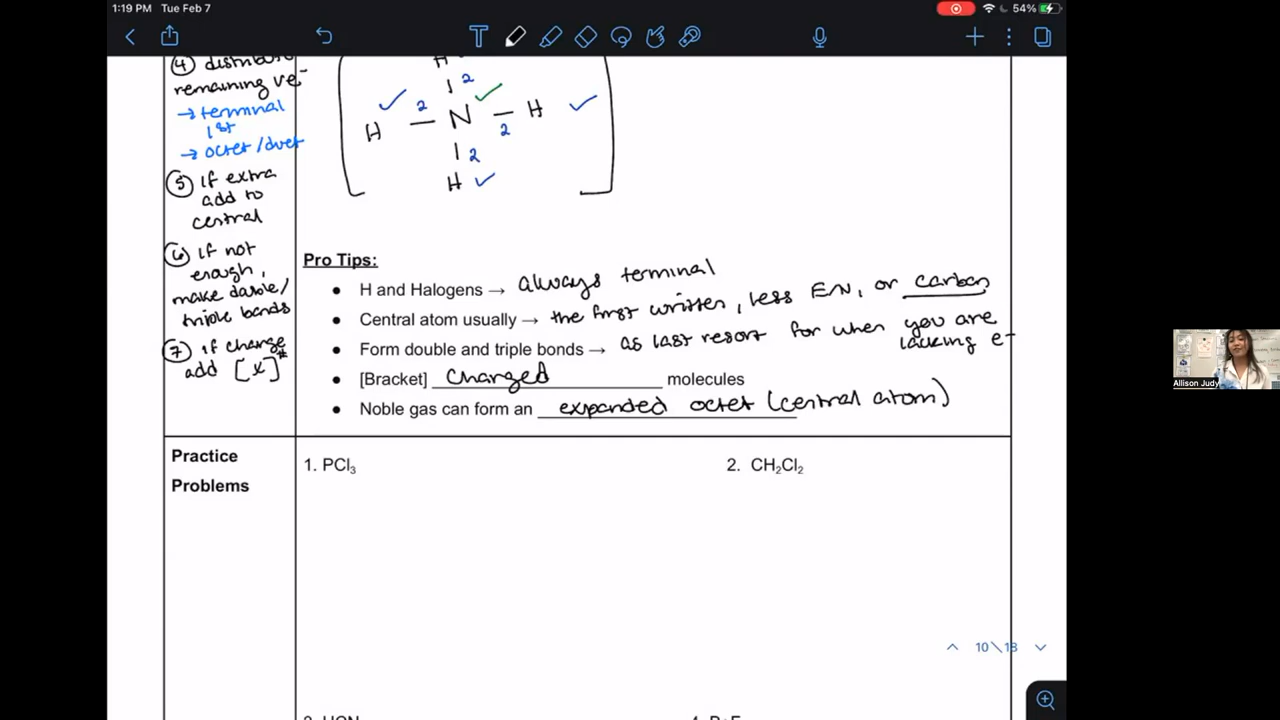 1:19 PM Tue Feb 7
54%
④ distribute
remaining ve-
→ terminal
1st
→ octet/duet
⑤ If extra
add to
central
⑥ If not
enough,
make double/
triple bonds
⑦ if charge
add [x]±
H
2
H 2 N 2 H
2
H
Pro Tips:
• H and Halogens → always terminal
• Central atom usually → the first written, less EN, or carbon
• Form double and triple bonds → as last resort for when you are
lacking e-
• [Bracket] charged molecules
• Noble gas can form an expanded octet (central atom)
Practice
Problems
1. PCl₃
2. CH₂Cl₂
10\18
Allison Judy